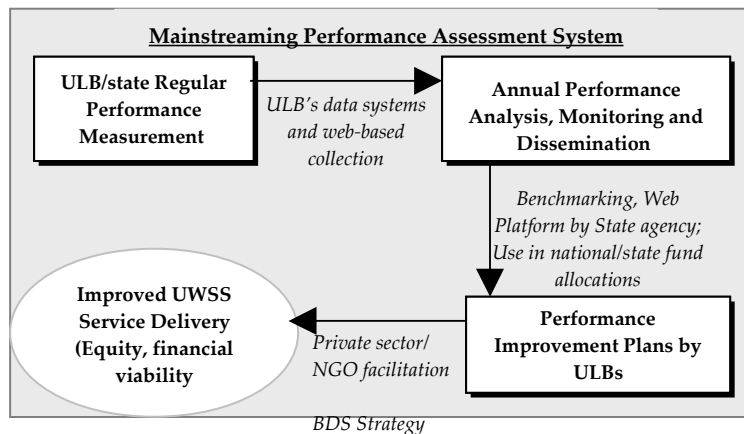 Mainstreaming Performance Assessment System
ULB/state Regular
Performance
Measurement
ULB's data systems
and web-based
collection
Annual Performance
Analysis, Monitoring and
Dissemination
Benchmarking, Web
Platform by State agency;
Use in national/state fund
allocations
Performance
Improvement Plans by
ULBs
Private sector/
NGO facilitation
BDS Strategy
Improved UWSS
Service Delivery
(Equity, financial
viability